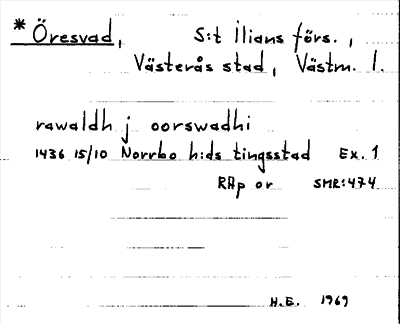 * Öresvad, S:t Ilians förs.,
Västerås stad, Västm. l.
rawaldh j oorswadhi
1436 15/10 Norrbo h:ds tingsstad Ex. 1
RAp or SMR:474
H.E. 1969